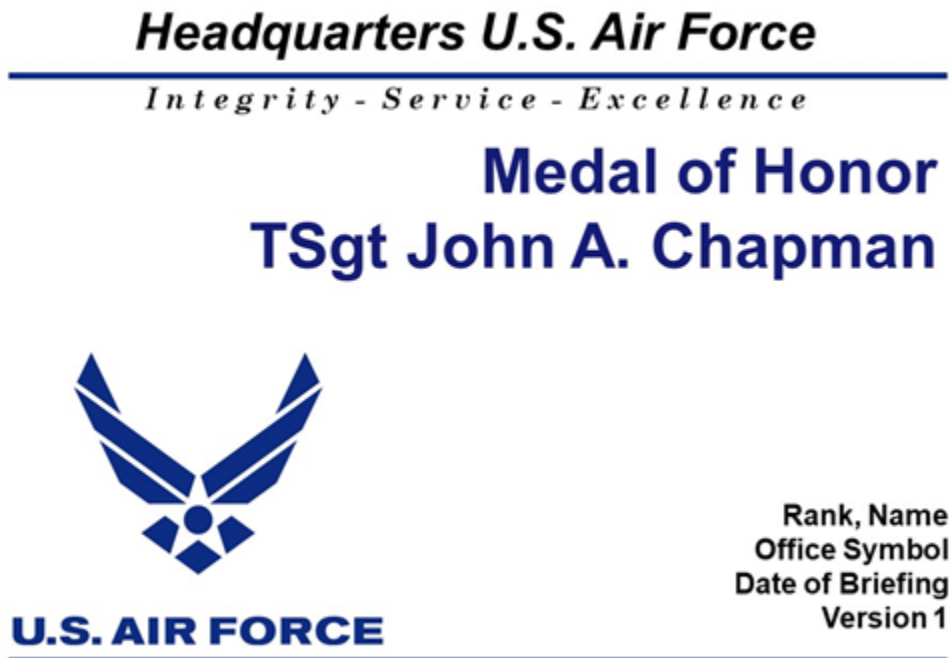 Headquarters U.S. Air Force
Integrity - Service - Excellence
Medal of Honor
TSgt John A. Chapman
Rank, Name
Office Symbol
Date of Briefing
Version 1
U.S. AIR FORCE